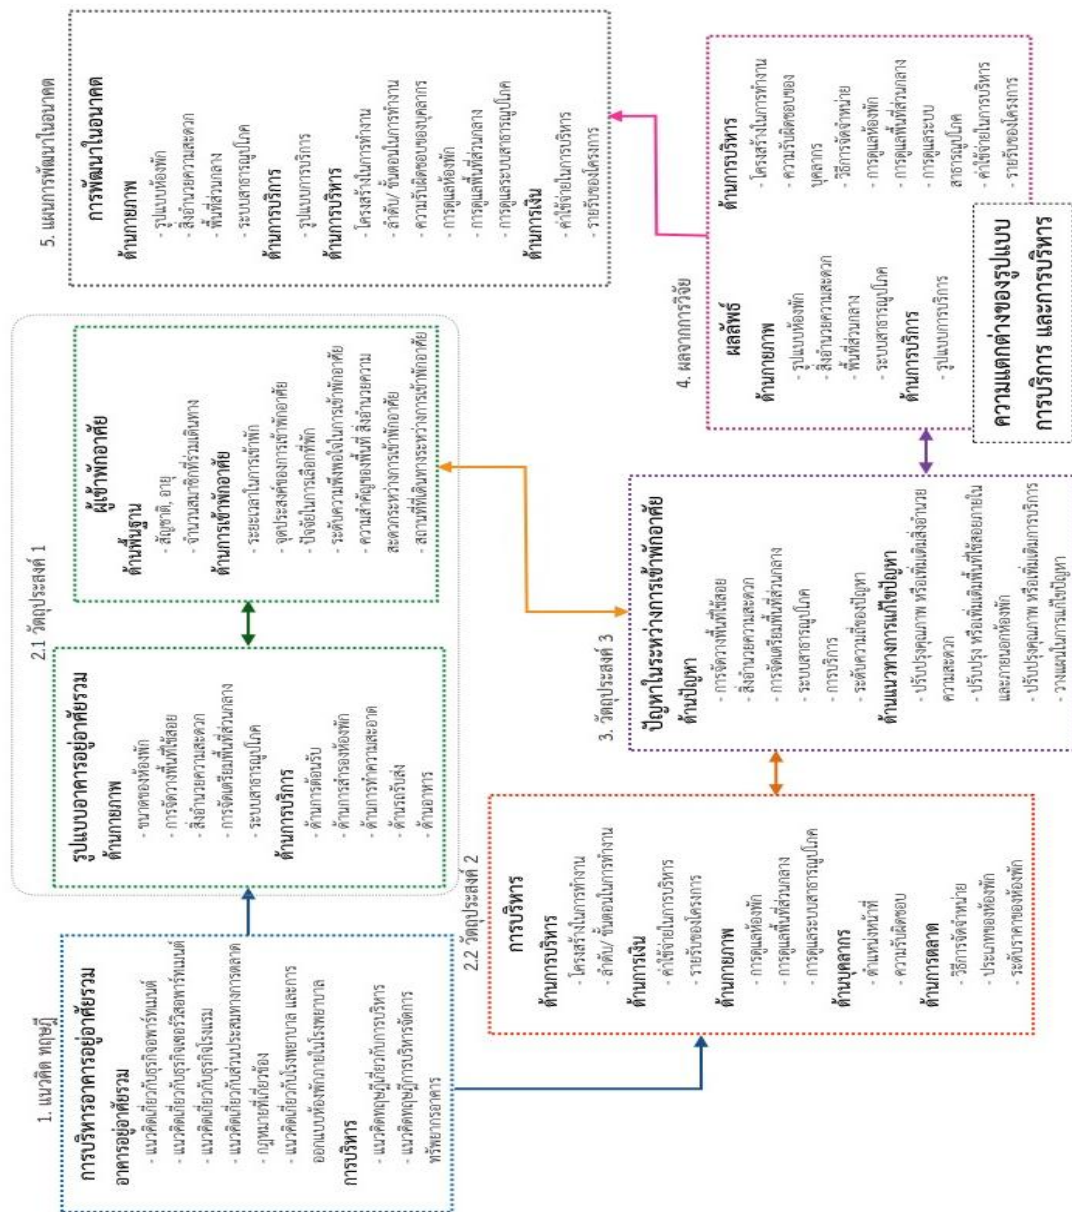 1. แนวคิด ทฤษฎี
การบริหารอาคารอยู่อาศัยรวม
อาคารอยู่อาศัยรวม
- แนวคิดเกี่ยวกับธุรกิจอพาร์ทเมนต์
- แนวคิดเกี่ยวกับธุรกิจเซอร์วิสอพาร์ทเมนต์
- แนวคิดเกี่ยวกับธุรกิจโรงแรม
- แนวคิดเกี่ยวกับส่วนประสมทางการตลาด
- กฎหมายที่เกี่ยวข้อง
- แนวคิดเกี่ยวกับโรงพยาบาล และการ
ออกแบบห้องพักภายในโรงพยาบาล
การบริหาร
- แนวคิดทฤษฎีเกี่ยวกับการบริหาร
- แนวคิดทฤษฎีการบริหารจัดการ
ทรัพยากรอาคาร
2.1 วัตถุประสงค์ 1
รูปแบบอาคารอยู่อาศัยรวม
ด้านกายภาพ
- ขนาดของห้องพัก
- การจัดวางพื้นที่ใช้สอย
- สิ่งอำนวยความสะดวก
- การจัดเตรียมพื้นที่ส่วนกลาง
- ระบบสาธารณูปโภค
ด้านการบริการ
- ด้านการต้อนรับ
- ด้านการสำรองห้องพัก
- ด้านการทำความสะอาด
- ด้านรถรับส่ง
- ด้านอาหาร
ผู้เข้าพักอาศัย
ด้านพื้นฐาน
- สัญชาติ, อายุ
- จำนวนสมาชิกที่ร่วมเดินทาง
ด้านการเข้าพักอาศัย
- ระยะเวลาในการเข้าพัก
- จุดประสงค์ของการเข้าพักอาศัย
- ปัจจัยในการเลือกที่พัก
- ระดับความพึงพอใจในการเข้าพักอาศัย
- ความสำคัญของพื้นที่ สิ่งอำนวยความ
สะดวกระหว่างการเข้าพักอาศัย
- สถานที่ที่เดินทางระหว่างการเข้าพักอาศัย
2.2 วัตถุประสงค์ 2
การบริหาร
ด้านการบริหาร
- โครงสร้างในการทำงาน
- ลำดับ/ ขั้นตอนในการทำงาน
ด้านการเงิน
- ค่าใช้จ่ายในการบริหาร
- รายรับของโครงการ
ด้านกายภาพ
- การดูแลห้องพัก
- การดูแลพื้นที่ส่วนกลาง
- การดูแลระบบสาธารณูปโภค
ด้านบุคลากร
- ตำแหน่งหน้าที่
- ความรับผิดชอบ
ด้านการตลาด
- วิธีการจัดจำหน่าย
- ประเภทของห้องพัก
- ระดับราคาของห้องพัก
3. วัตถุประสงค์ 3
ปัญหาในระหว่างการเข้าพักอาศัย
ด้านปัญหา
- การจัดวางพื้นที่ใช้สอย
- สิ่งอำนวยความสะดวก
- การจัดเตรียมพื้นที่ส่วนกลาง
- ระบบสาธารณูปโภค
- การบริการ
- ระดับความถี่ของปัญหา
ด้านแนวทางการแก้ไขปัญหา
- ปรับปรุงคุณภาพ หรือเพิ่มเติมสิ่งอำนวย
ความสะดวก
- ปรับปรุง หรือเพิ่มเติมพื้นที่ใช้สอยภายใน
และภายนอกห้องพัก
- ปรับปรุงคุณภาพ หรือเพิ่มเติมการบริการ
- วางแผนในการแก้ไขปัญหา
4. ผลจากการวิจัย
ผลลัพธ์
ด้านกายภาพ
- รูปแบบห้องพัก
- สิ่งอำนวยความสะดวก
- พื้นที่ส่วนกลาง
- ระบบสาธารณูปโภค
ด้านการบริการ
- รูปแบบการบริการ
ด้านการบริหาร
- โครงสร้างในการทำงาน
- ความรับผิดชอบของ
บุคลากร
- วิธีการจัดจำหน่าย
- การดูแลห้องพัก
- การดูแลพื้นที่ส่วนกลาง
- การดูแลระบบ
สาธารณูปโภค
- ค่าใช้จ่ายในการบริหาร
- รายรับของโครงการ
ความแตกต่างของรูปแบบ
การบริการ และการบริหาร
5. แผนการพัฒนาในอนาคต
การพัฒนาในอนาคต
ด้านกายภาพ
- รูปแบบห้องพัก
- สิ่งอำนวยความสะดวก
- พื้นที่ส่วนกลาง
- ระบบสาธารณูปโภค
ด้านการบริการ
- รูปแบบการบริการ
ด้านการบริหาร
- โครงสร้างในการทำงาน
- ลำดับ/ ขั้นตอนในการทำงาน
- ความรับผิดชอบของบุคลากร
- การดูแลห้องพัก
- การดูแลพื้นที่ส่วนกลาง
- การดูแลระบบสาธารณูปโภค
ด้านการเงิน
- ค่าใช้จ่ายในการบริหาร
- รายรับของโครงการ